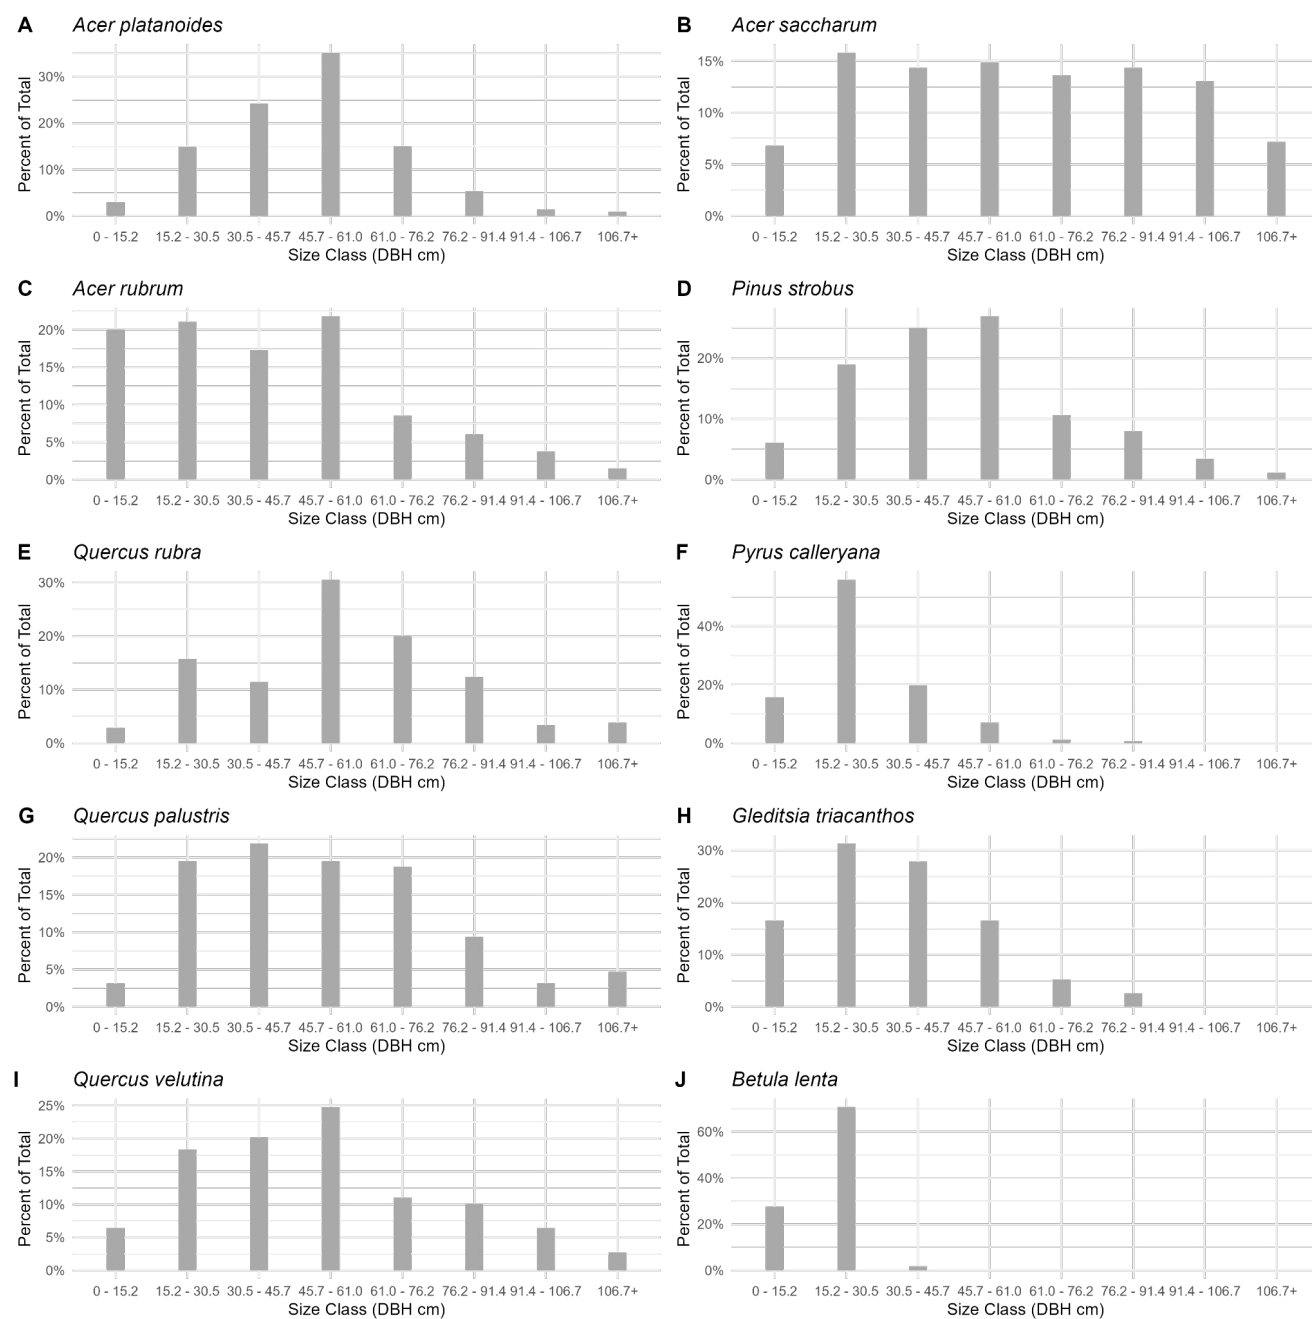 A Acer platanoides
Percent of Total
30%
20%
10%
0%
0 - 15.2 15.2 - 30.5 30.5 - 45.7 45.7 - 61.0 61.0 - 76.2 76.2 - 91.4 91.4 - 106.7 106.7+
Size Class (DBH cm)
B Acer saccharum
Percent of Total
15%
10%
5%
0%
0 - 15.2 15.2 - 30.5 30.5 - 45.7 45.7 - 61.0 61.0 - 76.2 76.2 - 91.4 91.4 - 106.7 106.7+
Size Class (DBH cm)
C Acer rubrum
Percent of Total
20%
15%
10%
5%
0%
0 - 15.2 15.2 - 30.5 30.5 - 45.7 45.7 - 61.0 61.0 - 76.2 76.2 - 91.4 91.4 - 106.7 106.7+
Size Class (DBH cm)
D Pinus strobus
Percent of Total
20%
10%
0%
0 - 15.2 15.2 - 30.5 30.5 - 45.7 45.7 - 61.0 61.0 - 76.2 76.2 - 91.4 91.4 - 106.7 106.7+
Size Class (DBH cm)
E Quercus rubra
Percent of Total
30%
20%
10%
0%
0 - 15.2 15.2 - 30.5 30.5 - 45.7 45.7 - 61.0 61.0 - 76.2 76.2 - 91.4 91.4 - 106.7 106.7+
Size Class (DBH cm)
F Pyrus calleryana
Percent of Total
40%
20%
0%
0 - 15.2 15.2 - 30.5 30.5 - 45.7 45.7 - 61.0 61.0 - 76.2 76.2 - 91.4 91.4 - 106.7 106.7+
Size Class (DBH cm)
G Quercus palustris
Percent of Total
20%
15%
10%
5%
0%
0 - 15.2 15.2 - 30.5 30.5 - 45.7 45.7 - 61.0 61.0 - 76.2 76.2 - 91.4 91.4 - 106.7 106.7+
Size Class (DBH cm)
H Gleditsia triacanthos
Percent of Total
30%
20%
10%
0%
0 - 15.2 15.2 - 30.5 30.5 - 45.7 45.7 - 61.0 61.0 - 76.2 76.2 - 91.4 91.4 - 106.7 106.7+
Size Class (DBH cm)
I Quercus velutina
Percent of Total
25%
20%
15%
10%
5%
0%
0 - 15.2 15.2 - 30.5 30.5 - 45.7 45.7 - 61.0 61.0 - 76.2 76.2 - 91.4 91.4 - 106.7 106.7+
Size Class (DBH cm)
J Betula lenta
Percent of Total
60%
40%
20%
0%
0 - 15.2 15.2 - 30.5 30.5 - 45.7 45.7 - 61.0 61.0 - 76.2 76.2 - 91.4 91.4 - 106.7 106.7+
Size Class (DBH cm)